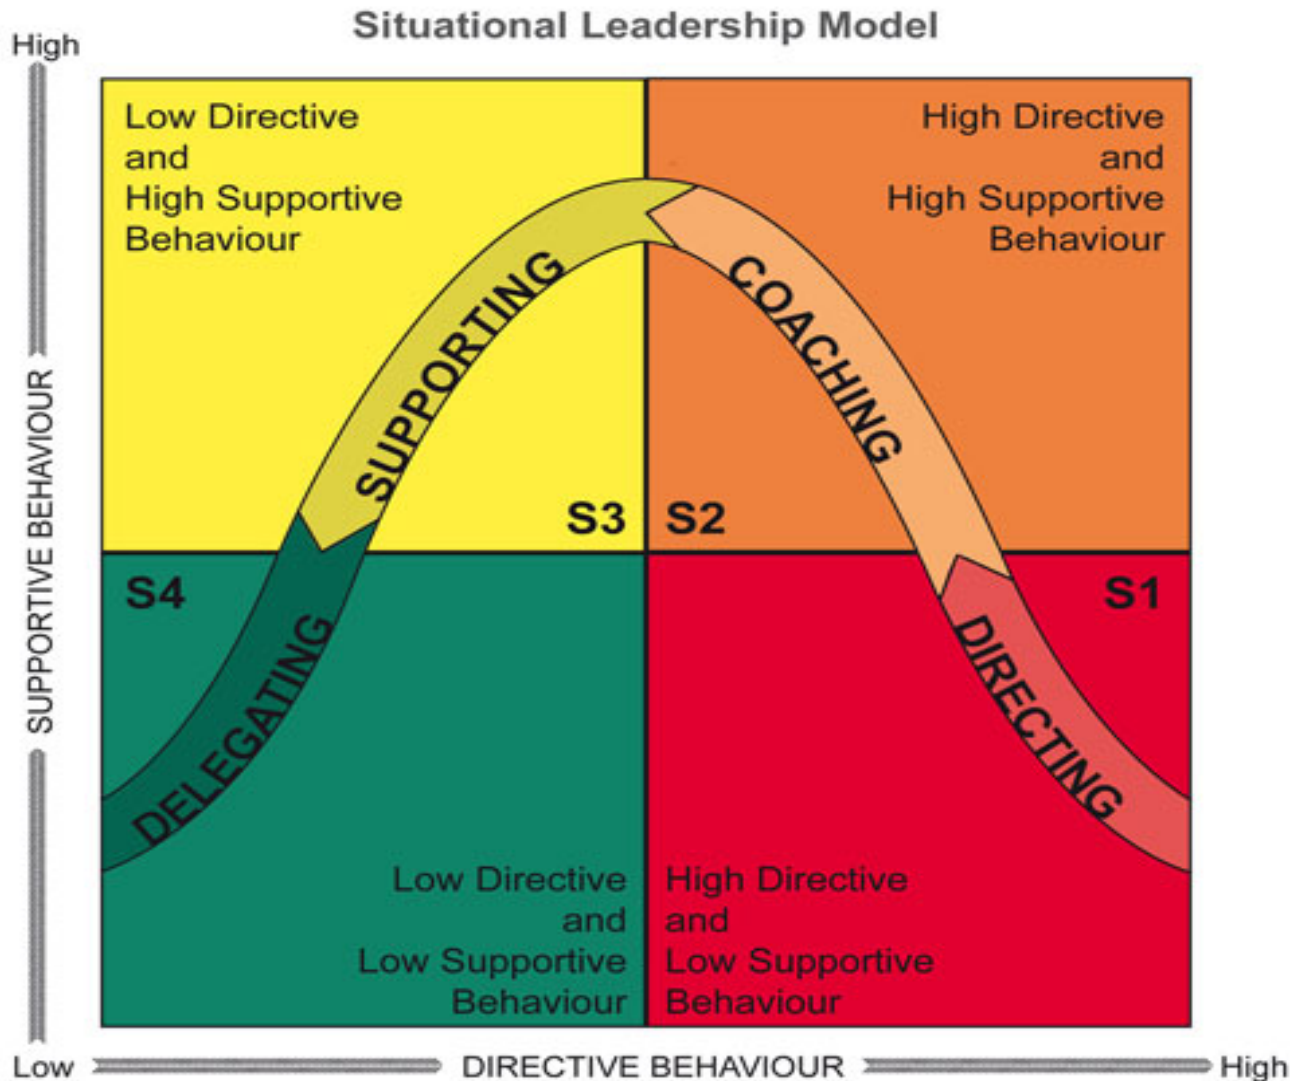 Situational Leadership Model
High
Low Directive
and
High Supportive
Behaviour
High Directive
and
High Supportive
Behaviour
SUPPORTING
COACHING
S3
S2
SUPPORTIVE BEHAVIOUR
S4
S1
DELEGATING
DIRECTING
Low Directive
and
Low Supportive
Behaviour
High Directive
and
Low Supportive
Behaviour
Low
DIRECTIVE BEHAVIOUR
High